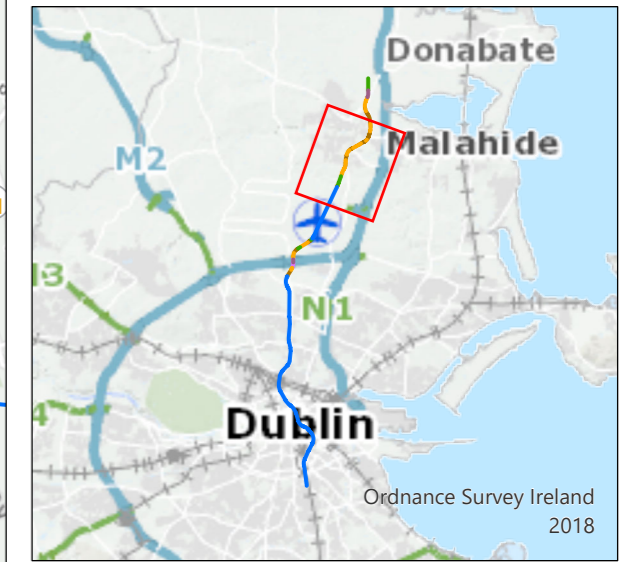 Donabate
Malahide
M2
N1
Dublin
Ordnance Survey Ireland
2018